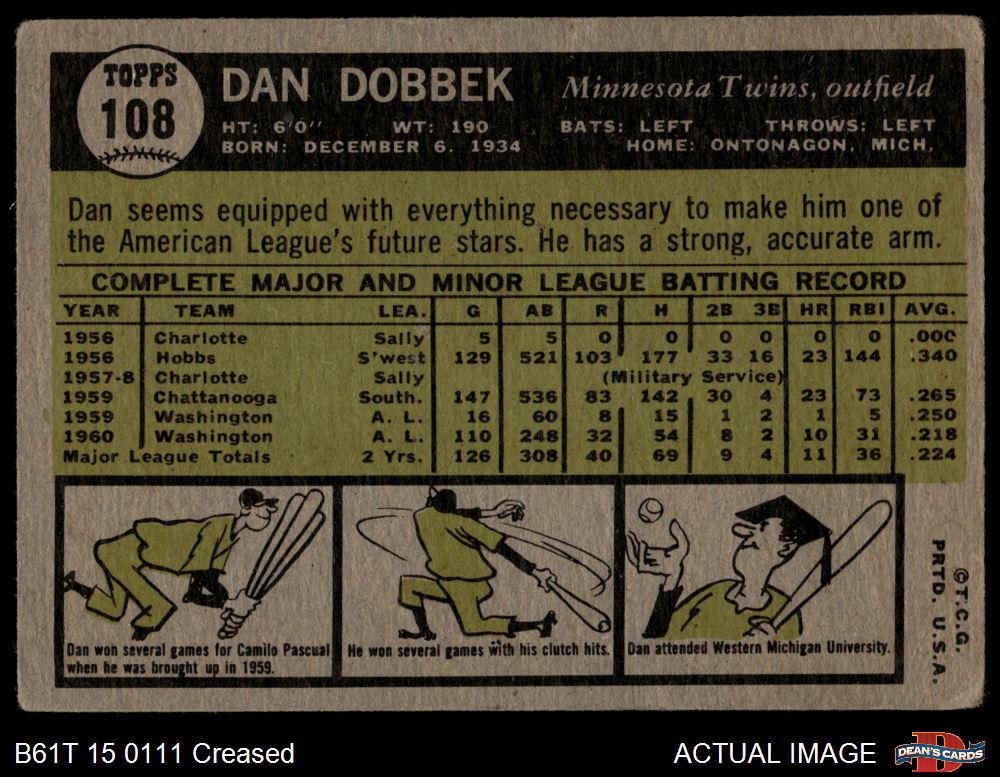 TOPPS
108
DAN DOBBEK
Minnesota Twins, outfield
HT: 6'0" WT: 190 BATS: LEFT THROWS: LEFT
BORN: DECEMBER 6. 1934 HOME: ONTONAGON, MICH.
Dan seems equipped with everything necessary to make him one of
the American League's future stars. He has a strong, accurate arm.
COMPLETE MAJOR AND MINOR LEAGUE BATTING RECORD
YEAR TEAM LEA. G AB R H 2B 3B HR RBI AVG.
1956 Charlotte Sally 5 5 0 0 0 0 0 0 .000
1956 Hobbs S'west 129 521 103 177 33 16 23 144 .340
1957-8 Charlotte Sally (Military Service)
1959 Chattanooga South. 147 536 83 142 30 4 23 73 .265
1959 Washington A. L. 16 60 8 15 1 2 1 5 .250
1960 Washington A. L. 110 248 32 54 8 2 10 31 .218
Major League Totals 2 Yrs. 126 308 40 69 9 4 11 36 .224
Dan won several games for Camilo Pascual
when he was brought up in 1959.
He won several games with his clutch hits.
Dan attended Western Michigan University.
© T.C.G.
PRTD. U.S.A.
B61T 15 0111 Creased
ACTUAL IMAGE
DEAN'S CARDS